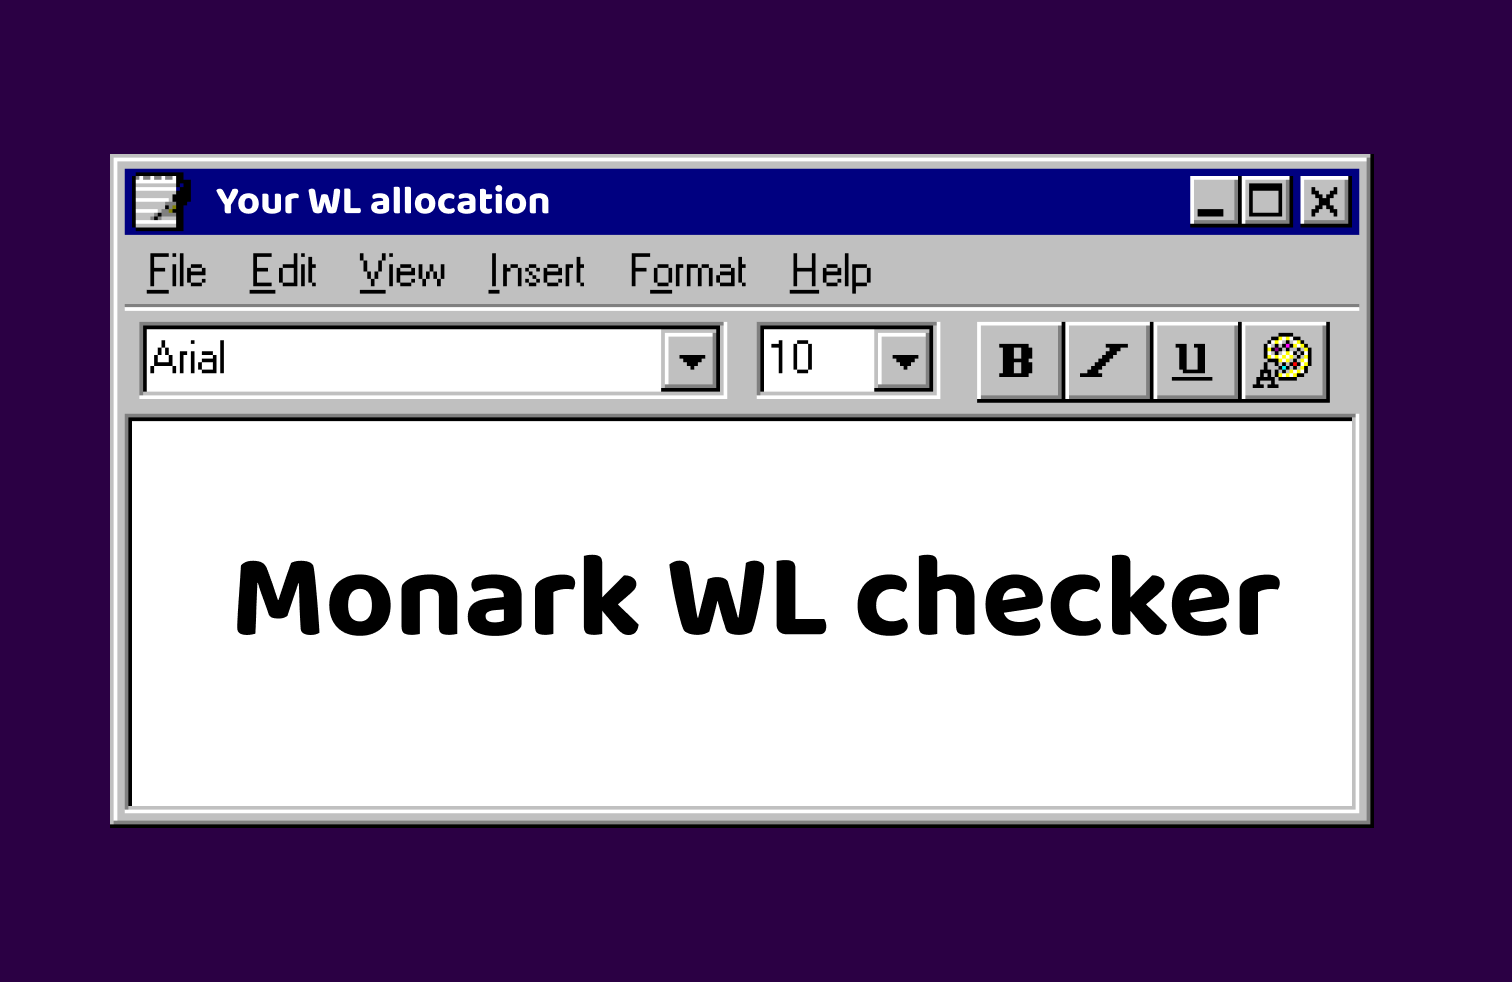 Your WL allocation
File Edit View Insert Format Help
Arial 10 B I U A
Monark WL checker